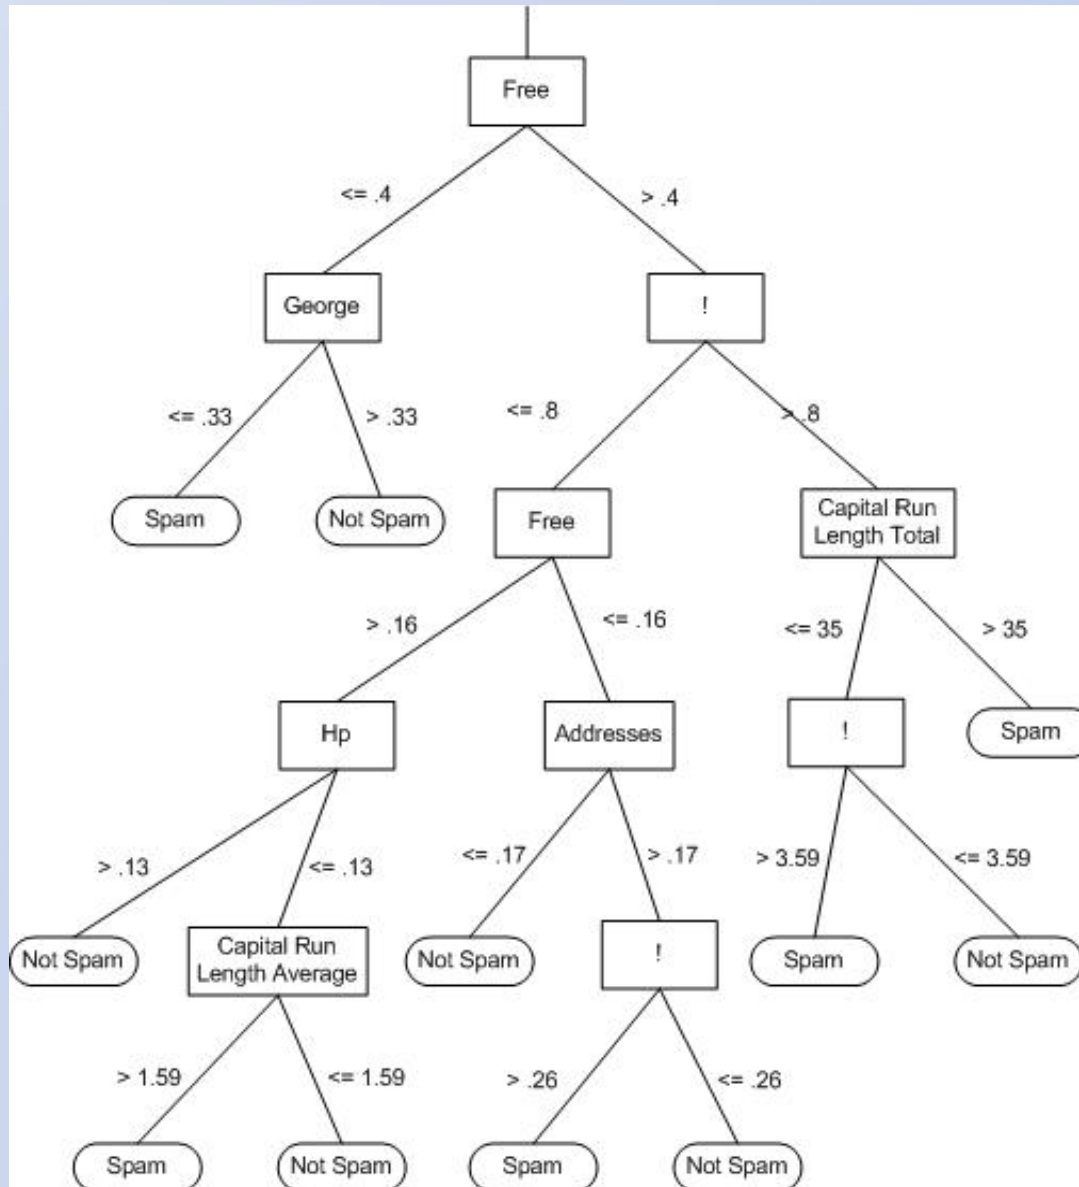 Free
<= .4
> .4
George
!
<= .33
> .33
<= .8
> .8
Spam
Not Spam
Free
Capital Run
Length Total
> .16
<= .16
<= 35
> 35
Hp
Addresses
!
Spam
> .13
<= .13
<= .17
> .17
> 3.59
<= 3.59
Not Spam
Capital Run
Length Average
Not Spam
!
Spam
Not Spam
> 1.59
<= 1.59
> .26
<= .26
Spam
Not Spam
Spam
Not Spam